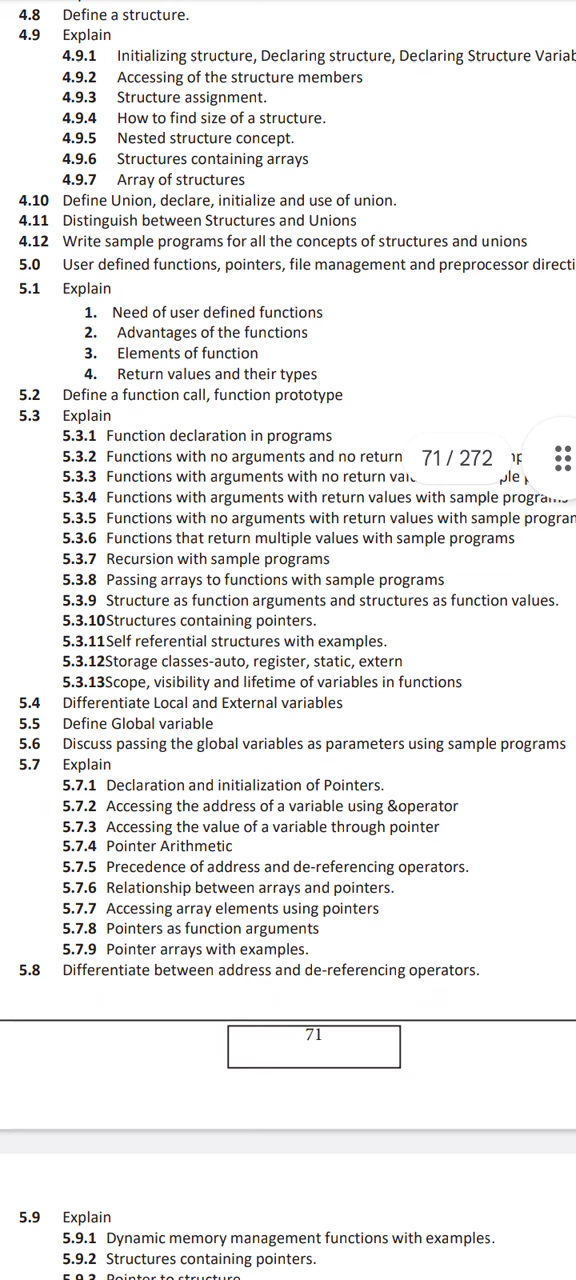 4.8 Define a structure.
4.9 Explain
4.9.1 Initializing structure, Declaring structure, Declaring Structure
4.9.2 Accessing of the structure members
4.9.3 Structure assignment.
4.9.4 How to find size of a structure.
4.9.5 Nested structure concept.
4.9.6 Structures containing arrays
4.9.7 Array of structures
4.10 Define Union, declare, initialize and use of union.
4.11 Distinguish between Structures and Unions
4.12 Write sample programs for all the concepts of structures and unions
5.0 User defined functions, pointers, file management and preprocessor
5.1 Explain
1. Need of user defined functions
2. Advantages of the functions
3. Elements of function
4. Return values and their types
5.2 Define a function call, function prototype
5.3 Explain
5.3.1 Function declaration in programs
5.3.2 Functions with no arguments and no return
71 / 272
5.3.3 Functions with arguments with no return
5.3.4 Functions with arguments with return values with sample programs
5.3.5 Functions with no arguments with return values with sample
5.3.6 Functions that return multiple values with sample programs
5.3.7 Recursion with sample programs
5.3.8 Passing arrays to functions with sample programs
5.3.9 Structure as function arguments and structures as function values.
5.3.10Structures containing pointers.
5.3.11Self referential structures with examples.
5.3.12Storage classes-auto, register, static, extern
5.3.13Scope, visibility and lifetime of variables in functions
5.4 Differentiate Local and External variables
5.5 Define Global variable
5.6 Discuss passing the global variables as parameters using sample programs
5.7 Explain
5.7.1 Declaration and initialization of Pointers.
5.7.2 Accessing the address of a variable using &operator
5.7.3 Accessing the value of a variable through pointer
5.7.4 Pointer Arithmetic
5.7.5 Precedence of address and de-referencing operators.
5.7.6 Relationship between arrays and pointers.
5.7.7 Accessing array elements using pointers
5.7.8 Pointers as function arguments
5.7.9 Pointer arrays with examples.
5.8 Differentiate between address and de-referencing operators.
71
5.9 Explain
5.9.1 Dynamic memory management functions with examples.
5.9.2 Structures containing pointers.
5.9.3 Pointer to structure